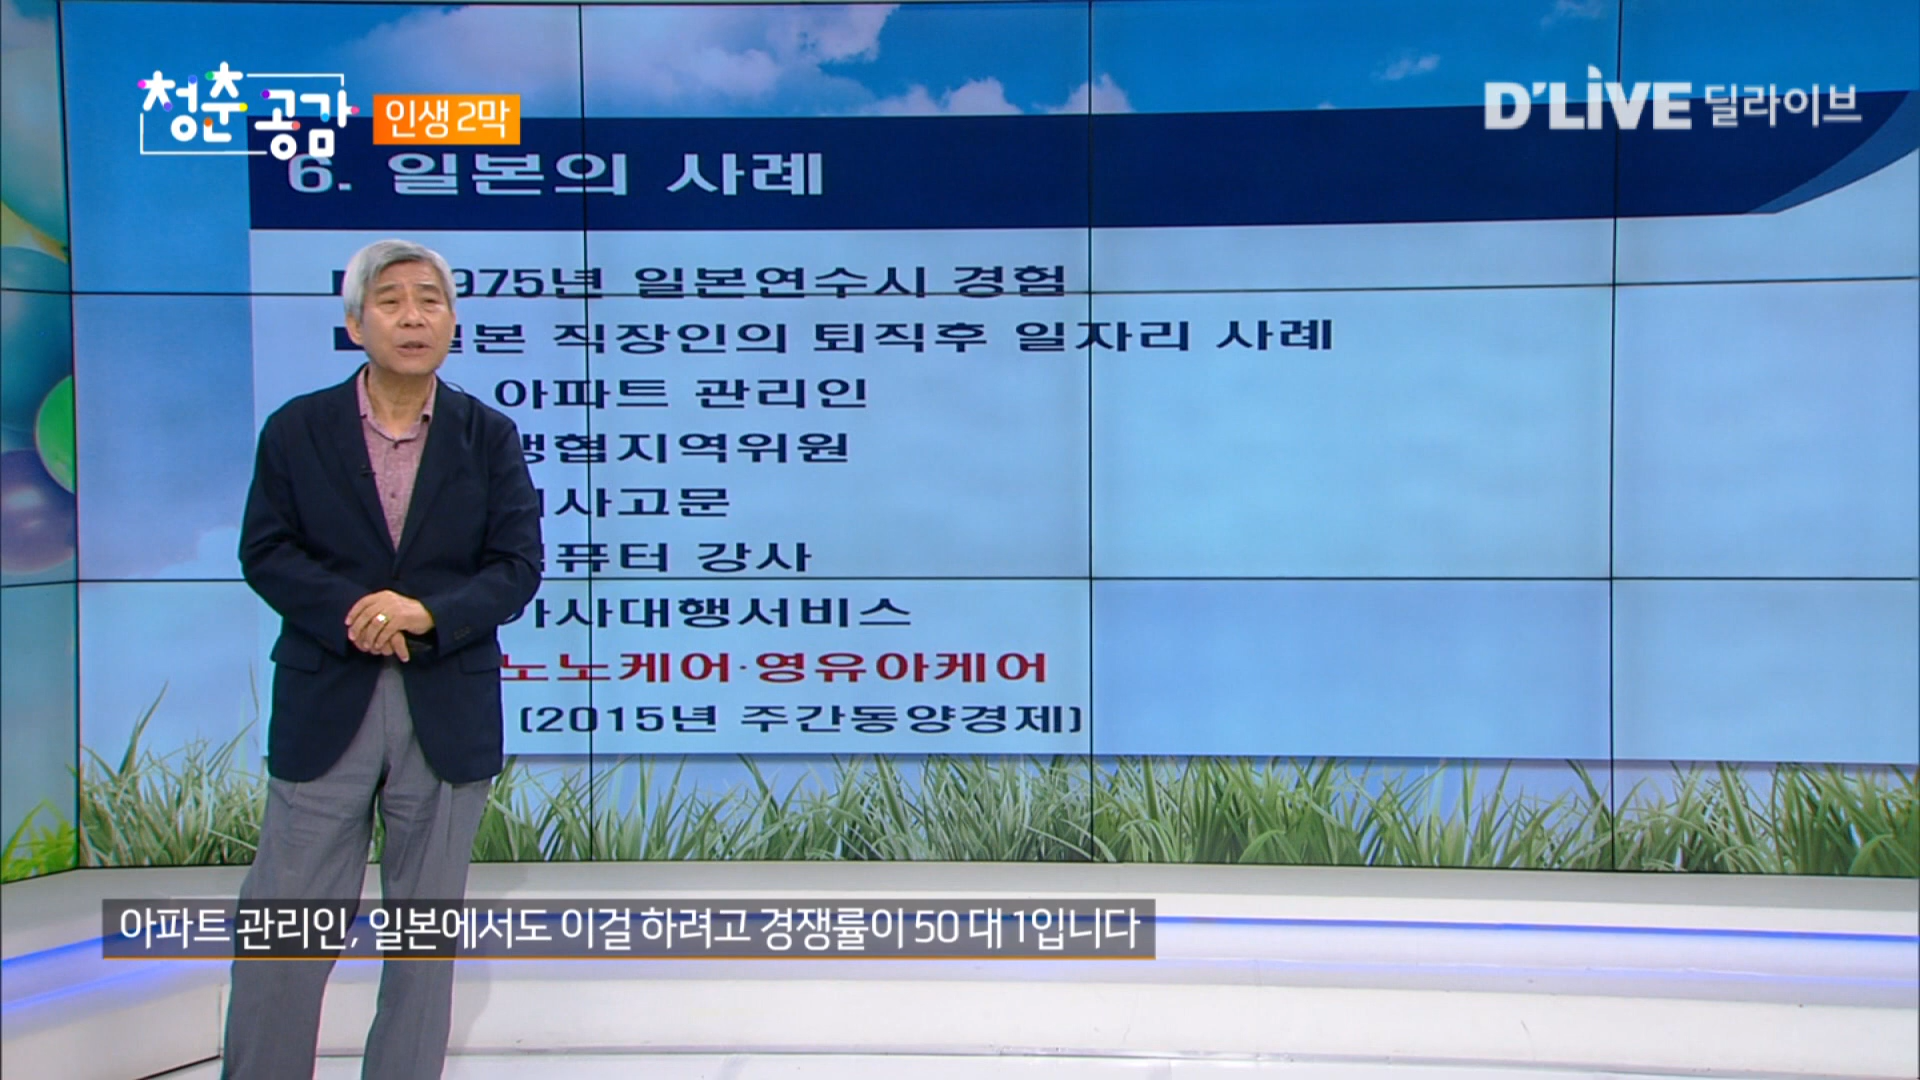 청춘 공감 인생 2막
D'LIVE 딜라이브
6. 일본의 사례
975년 일본연수시 경험
본 직장인의 퇴직후 일자리 사례
아파트 관리인
생협지역위원
사고문
퓨터 강사
가사대행서비스
노노케어·영유아케어
(2015년 주간동양경제)
아파트 관리인, 일본에서도 이걸 하려고 경쟁률이 50 대 1입니다